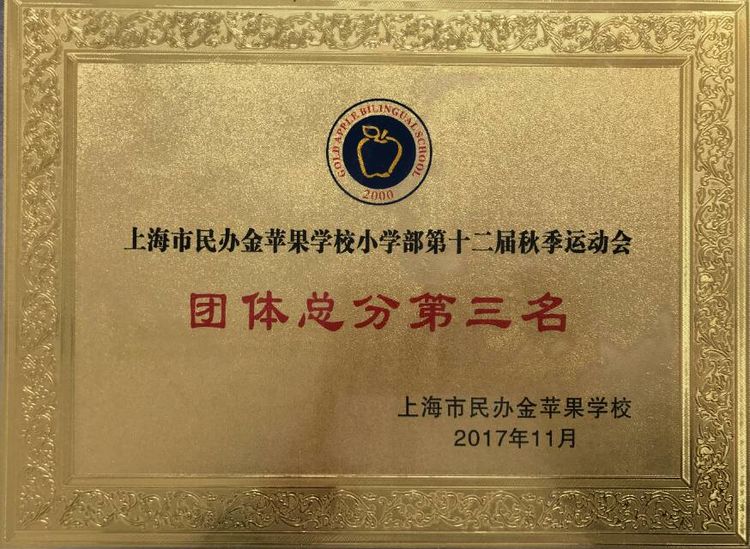 GOLD APPLE BILINGUAL SCHOOL
2000
上海市民办金苹果学校小学部第十二届秋季运动会
团体总分第三名
上海市民办金苹果学校
2017年11月